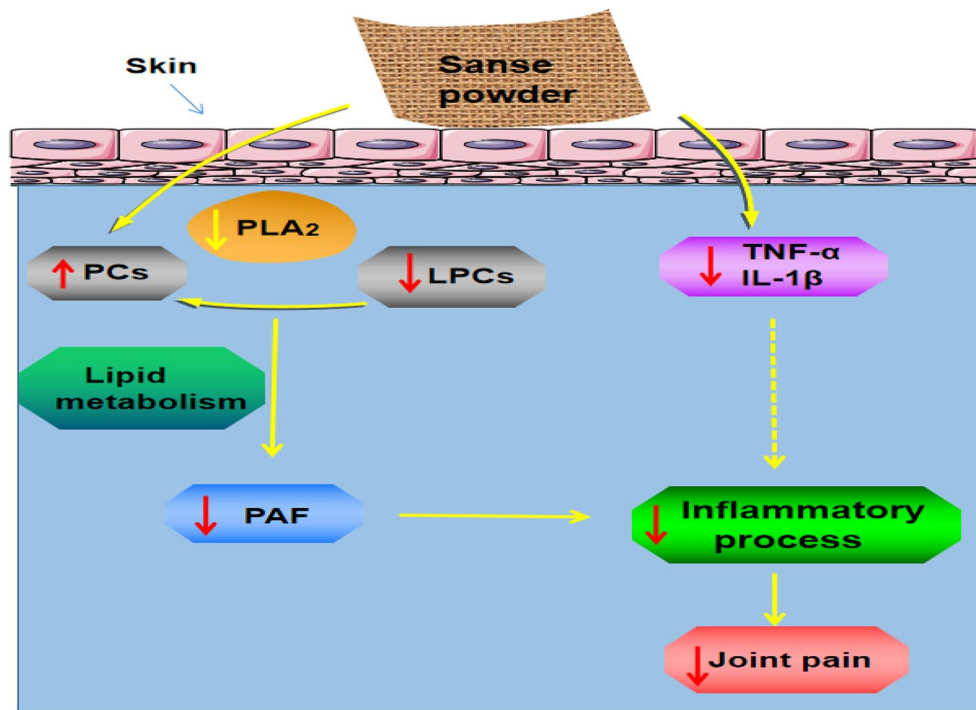 Sanse
powder
Skin
PLA2
PCs
LPCs
TNF-α
IL-1β
Lipid
metabolism
PAF
Inflammatory
process
Joint pain